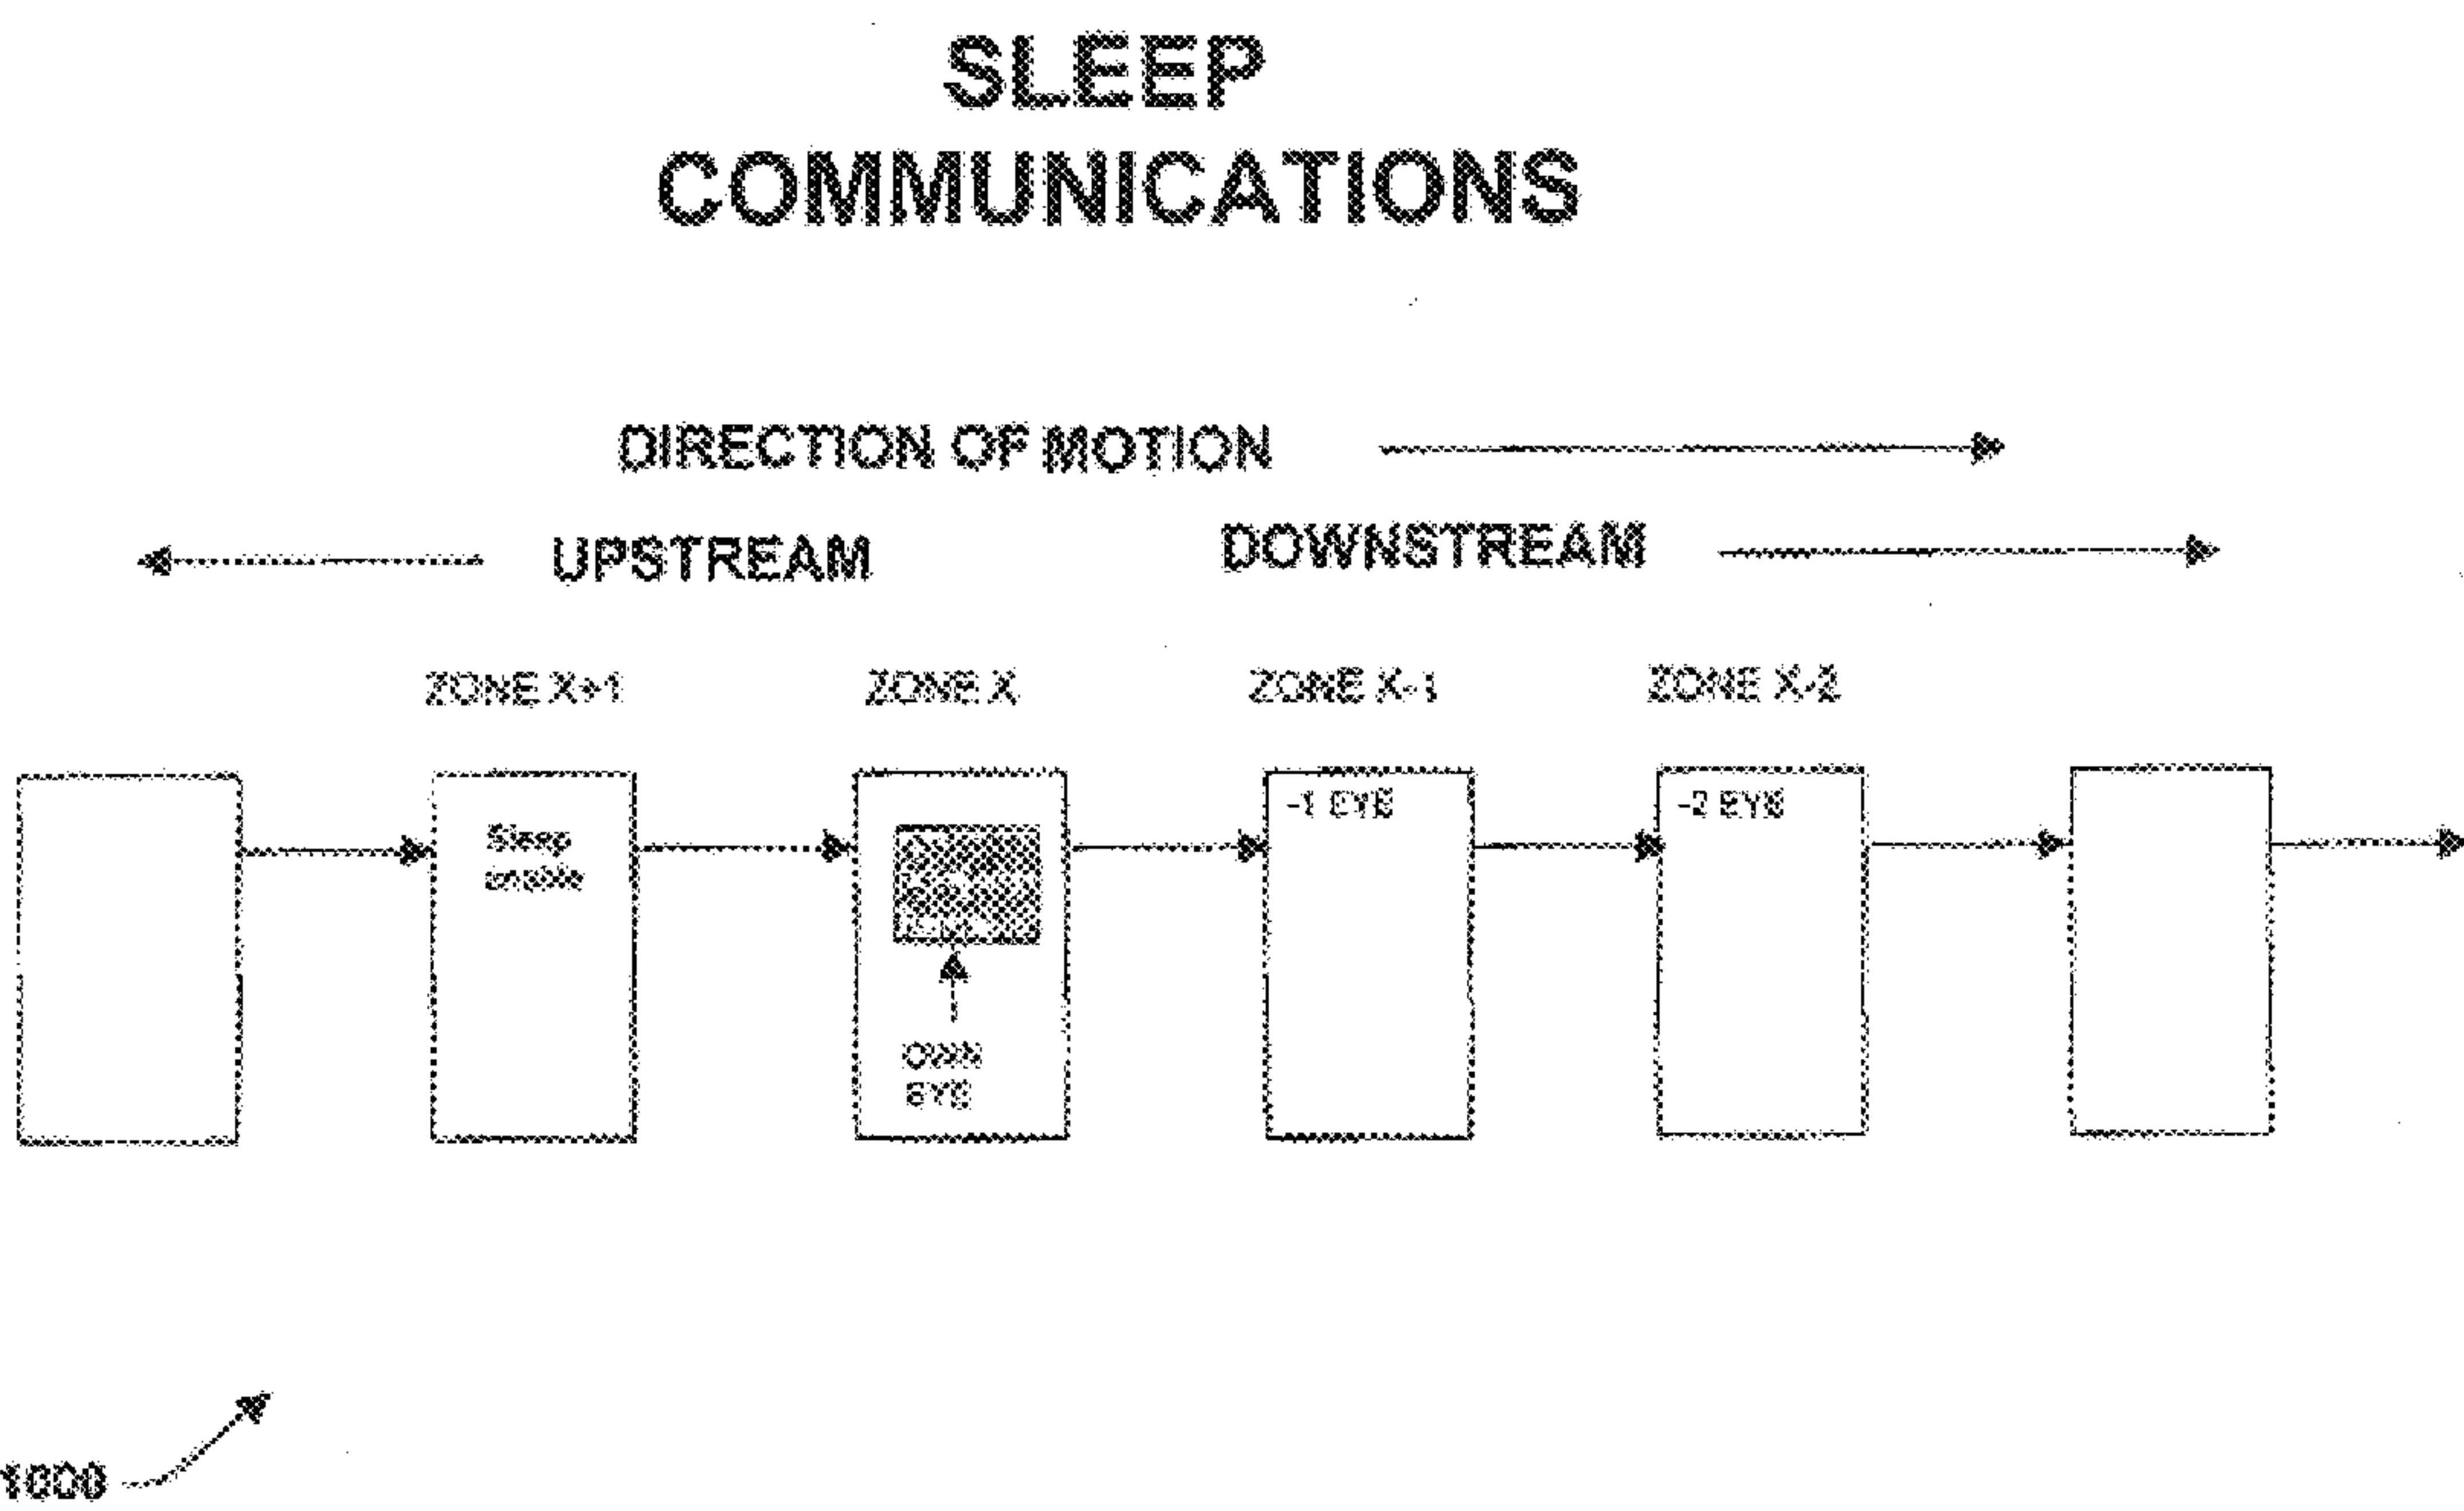 SLEEP
COMMUNICATIONS
DIRECTION OF MOTION
UPSTREAM
DOWNSTREAM
ZONE X+1
ZONE X
ZONE X-1
ZONE X-2
Sleep
enable
OWN
EYE
-1 EYE
-2 EYE
1000